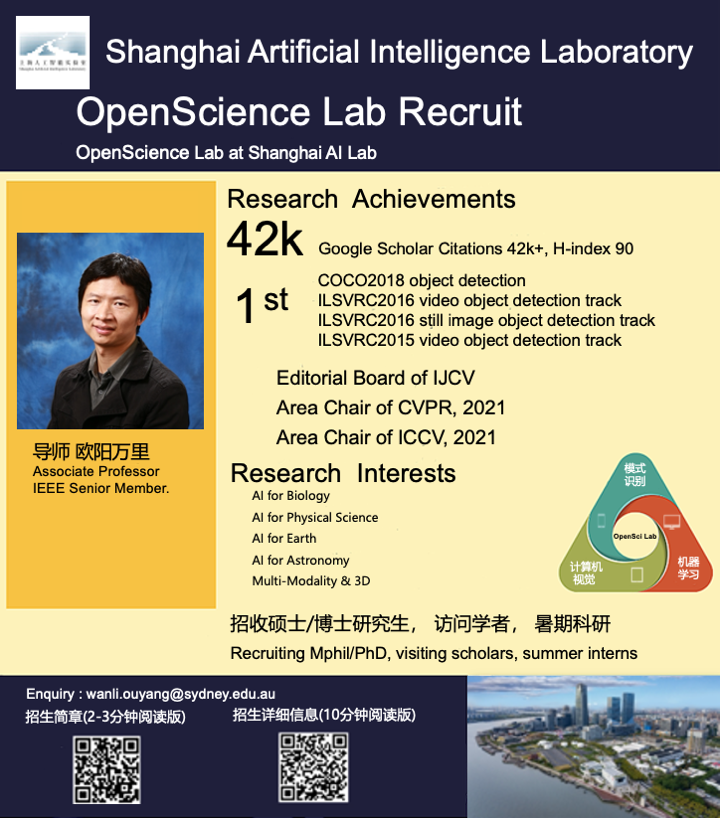 上海人工智能实验室
Shanghai Artificial Intelligence Laboratory
Shanghai Artificial Intelligence Laboratory
OpenScience Lab Recruit
OpenScience Lab at Shanghai AI Lab
Research Achievements
42k
Google Scholar Citations 42k+, H-index 90
1st
COCO2018 object detection
ILSVRC2016 video object detection track
ILSVRC2016 still image object detection track
ILSVRC2015 video object detection track
Editorial Board of IJCV
Area Chair of CVPR, 2021
Area Chair of ICCV, 2021
导师 欧阳万里
Associate Professor
IEEE Senior Member.
Research Interests
AI for Biology
AI for Physical Science
AI for Earth
AI for Astronomy
Multi-Modality & 3D
模式
识别
OpenSci Lab
计算机
视觉
机器
学习
招收硕士/博士研究生， 访问学者， 暑期科研
Recruiting Mphil/PhD, visiting scholars, summer interns
Enquiry : wanli.ouyang@sydney.edu.au
招生简章(2-3分钟阅读版)
招生详细信息(10分钟阅读版)